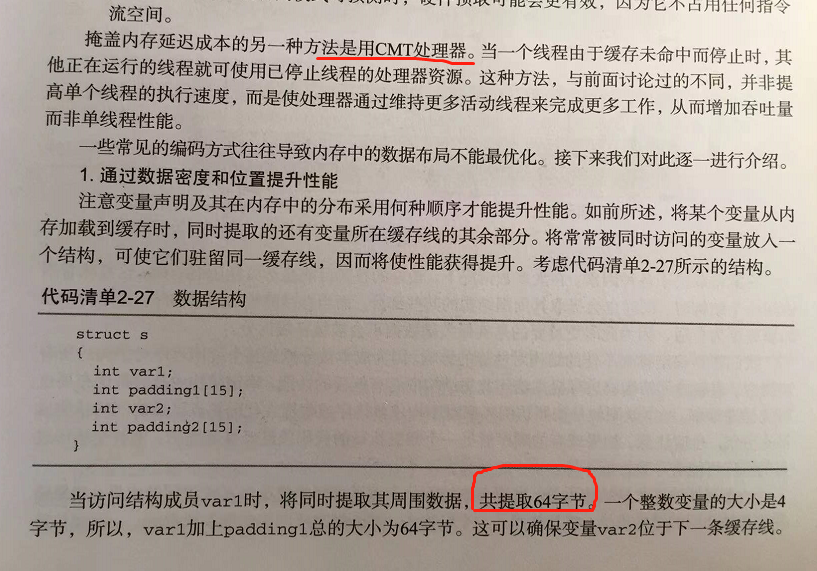 流空间。
掩盖内存延迟成本的另一种方法是用CMT处理器。当一个线程由于缓存未命中而停止时，其
他正在运行的线程就可使用已停止线程的处理器资源。这种方法，与前面讨论过的不同，并非提
高单个线程的执行速度，而是使处理器通过维持更多活动线程来完成更多工作，从而增加吞吐量
而非单线程性能。
一些常见的编码方式往往导致内存中的数据布局不能最优化。接下来我们对此逐一进行介绍。
1. 通过数据密度和位置提升性能
注意变量声明及其在内存中的分布采用何种顺序才能提升性能。如前所述，将某个变量从内
存加载到缓存时，同时提取的还有变量所在缓存线的其余部分。将常常被同时访问的变量放入一
个结构，可使它们驻留同一缓存线，因而将使性能获得提升。考虑代码清单2-27所示的结构。
代码清单2-27 数据结构
struct s
{
int var1;
int padding1[15];
int var2;
int padding2[15];
}
当访问结构成员var1时，将同时提取其周围数据，共提取64字节。一个整数变量的大小是4
字节，所以，var1加上padding1总的大小为64字节。这可以确保变量var2位于下一条缓存线。